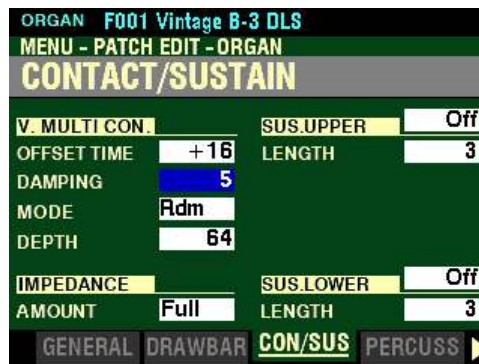 ORGAN F001 Vintage B-3 DLS
MENU - PATCH EDIT - ORGAN
CONTACT/SUSTAIN
V. MULTI CON. SUS.UPPER Off
OFFSET TIME +16 LENGTH 3
DAMPING 5
MODE Rdm
DEPTH 64
IMPEDANCE SUS.LOWER Off
AMOUNT Full LENGTH 3
GENERAL DRAWBAR CON/SUS PERCUSS